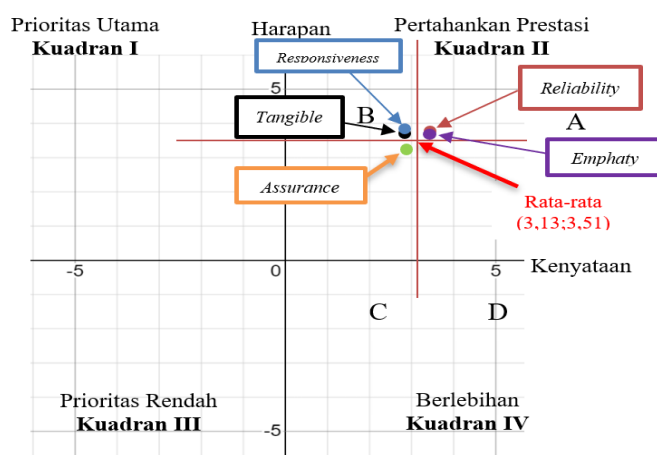 Prioritas Utama
Kuadran I
Harapan
Pertahankan Prestasi
Kuadran II
Responsiveness
5
Reliability
Tangible
B
A
Emphaty
Assurance
Rata-rata
(3,13;3,51)
-5
0
5
Kenyataan
C
D
Prioritas Rendah
Kuadran III
Berlebihan
Kuadran IV
-5